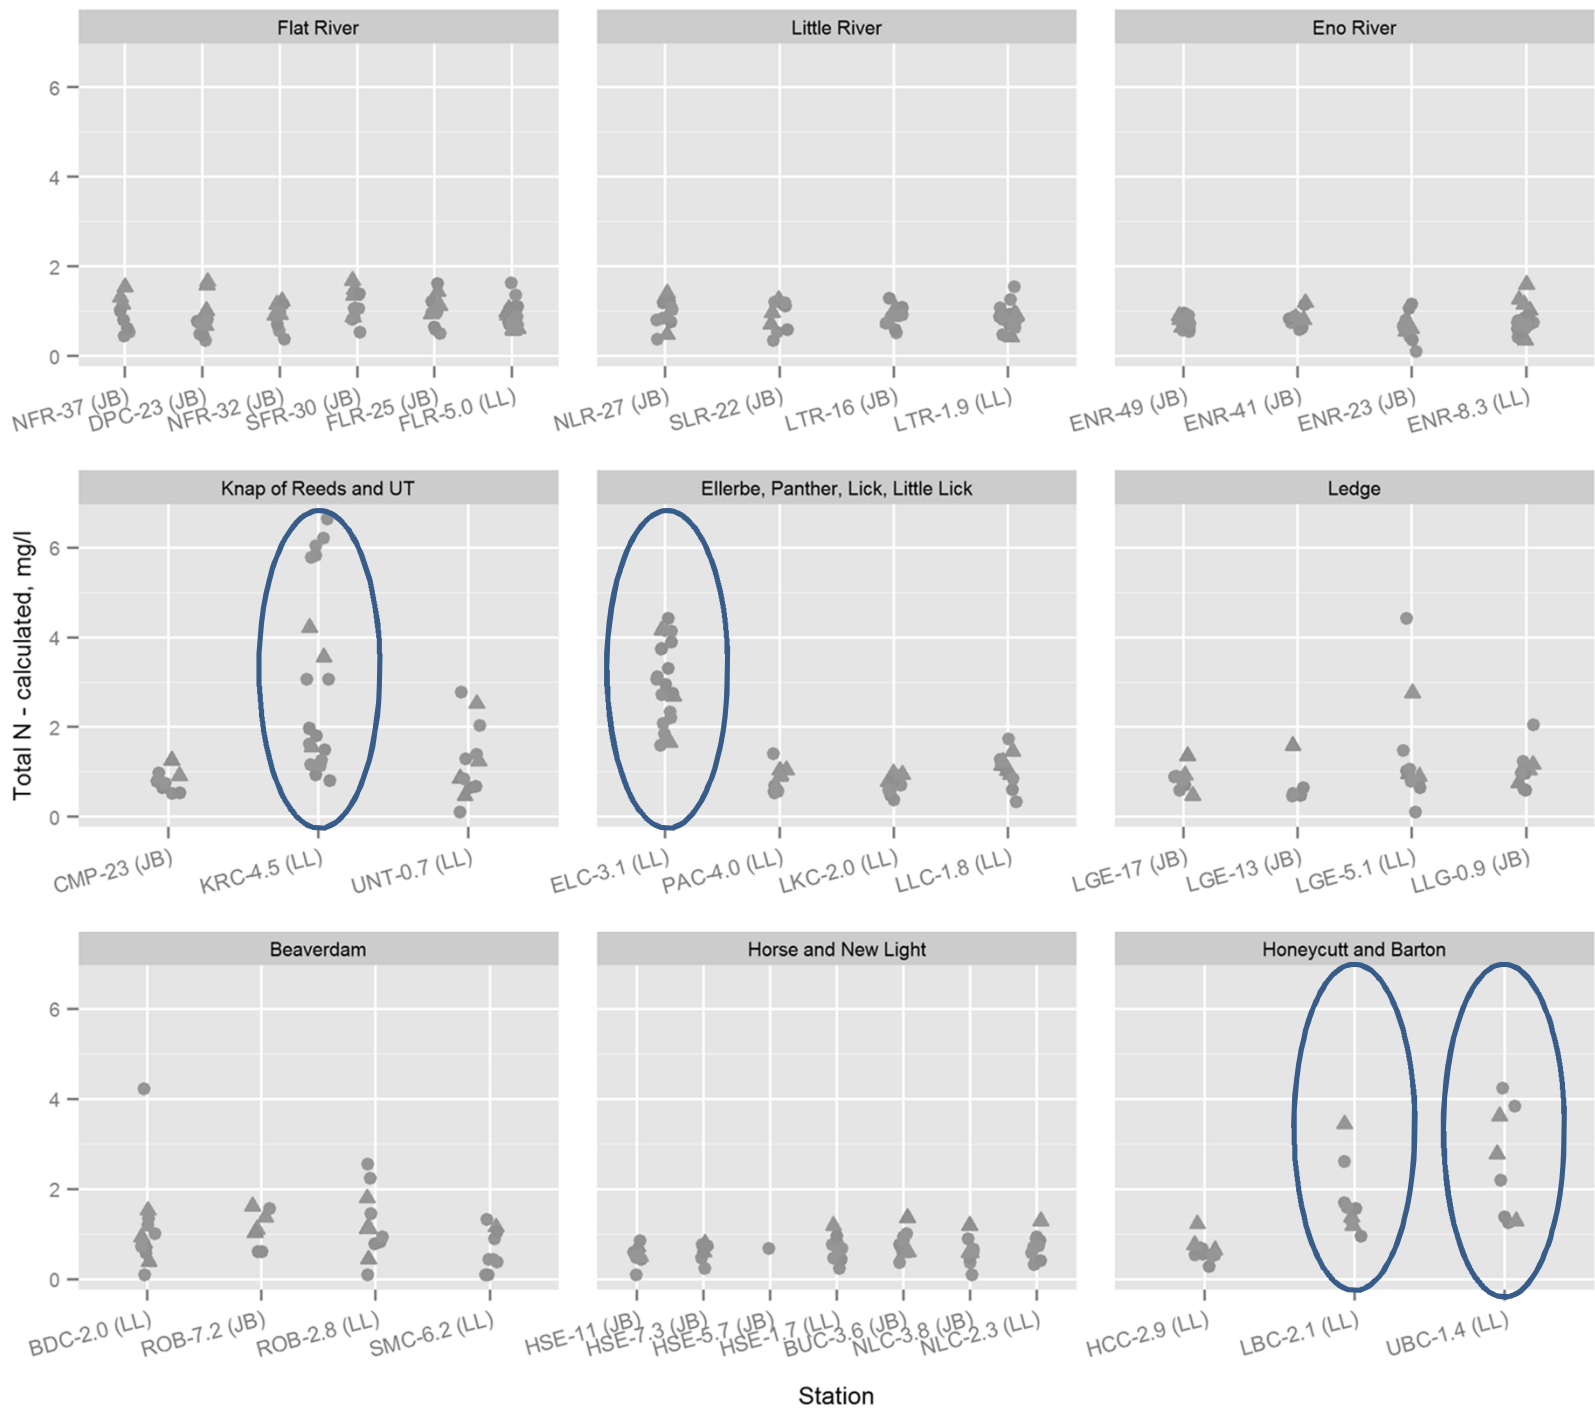 Flat River
Little River
Eno River
6
4
2
0
NFR-37 (JB)
DPC-23 (JB)
NFR-32 (JB)
SFR-30 (JB)
FLR-25 (JB)
FLR-5.0 (LL)
NLR-27 (JB)
SLR-22 (JB)
LTR-16 (JB)
LTR-1.9 (LL)
ENR-49 (JB)
ENR-41 (JB)
ENR-23 (JB)
ENR-8.3 (LL)
Total N - calculated, mg/l
Knap of Reeds and UT
Ellerbe, Panther, Lick, Little Lick
Ledge
6
4
2
0
CMP-23 (JB)
KRC-4.5 (LL)
UNT-0.7 (LL)
ELC-3.1 (LL)
PAC-4.0 (LL)
LKC-2.0 (LL)
LLC-1.8 (LL)
LGE-17 (JB)
LGE-13 (JB)
LGE-5.1 (LL)
LLG-0.9 (JB)
Beaverdam
Horse and New Light
Honeycutt and Barton
6
4
2
0
BDC-2.0 (LL)
ROB-7.2 (JB)
ROB-2.8 (LL)
SMC-6.2 (LL)
HSE-11 (JB)
HSE-7.3 (JB)
HSE-5.7 (JB)
HSE-1.7 (LL)
BUC-3.6 (JB)
NLC-3.8 (JB)
NLC-2.3 (LL)
HCC-2.9 (LL)
LBC-2.1 (LL)
UBC-1.4 (LL)
Station